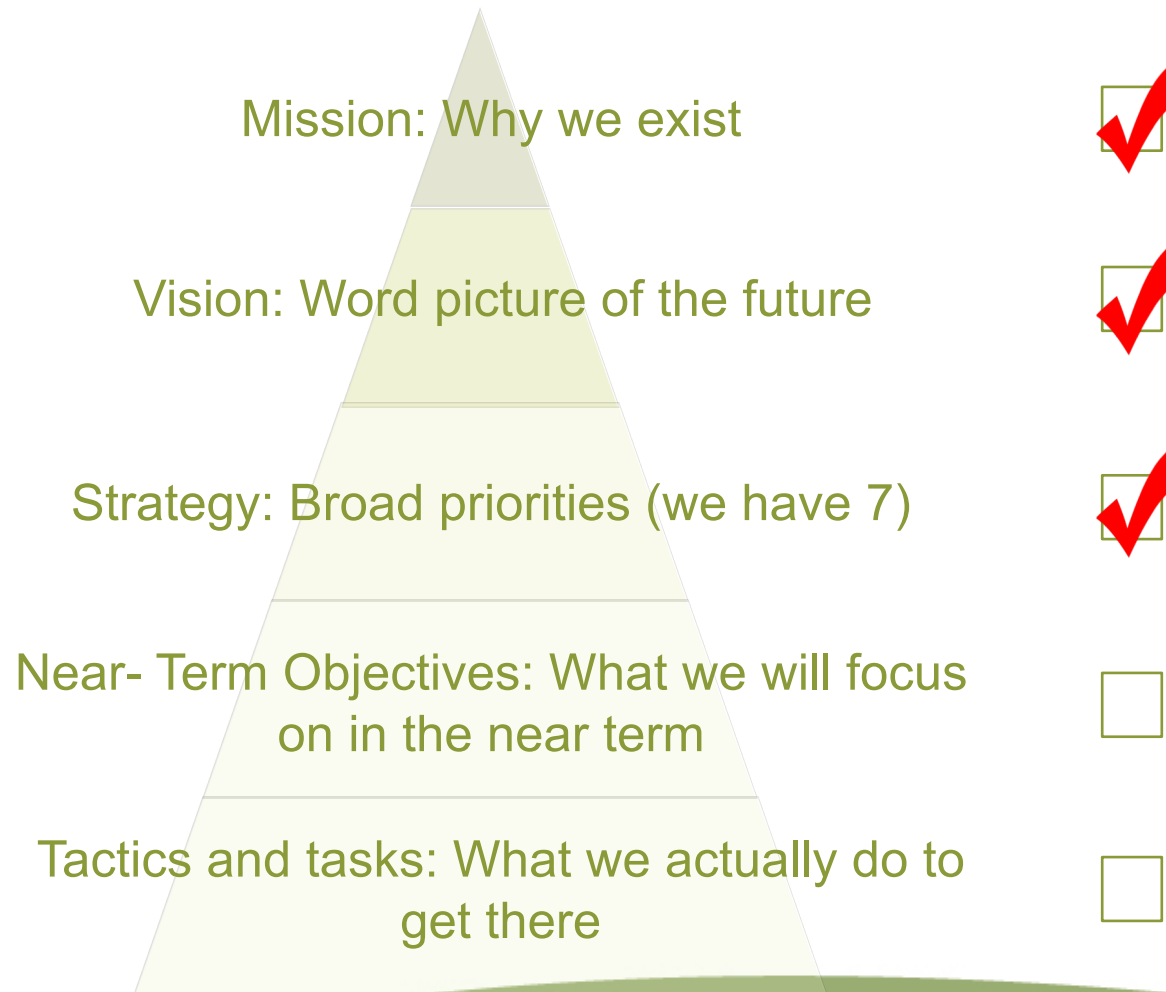 Mission: Why we exist
Vision: Word picture of the future
Strategy: Broad priorities (we have 7)
Near- Term Objectives: What we will focus
on in the near term
Tactics and tasks: What we actually do to
get there